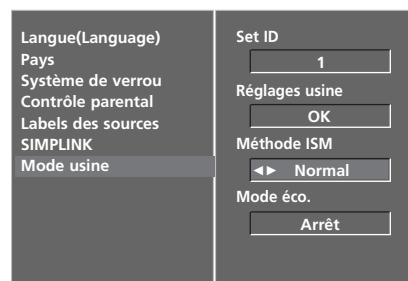 Langue(Language)
Pays
Système de verrou
Contrôle parental
Labels des sources
SIMPLINK
Mode usine
Set ID
1
Réglages usine
OK
Méthode ISM
◄► Normal
Mode éco.
Arrêt